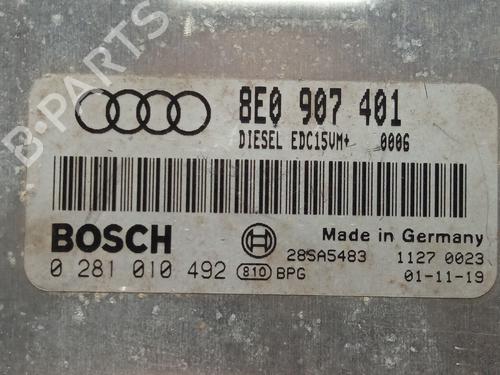 B-PARTS
8E0 907 401
DIESEL EDC15VM+ 0006
BOSCH
Made in Germany
28SA5483 1127 0023
0 281 010 492 810 BPG 01-11-19